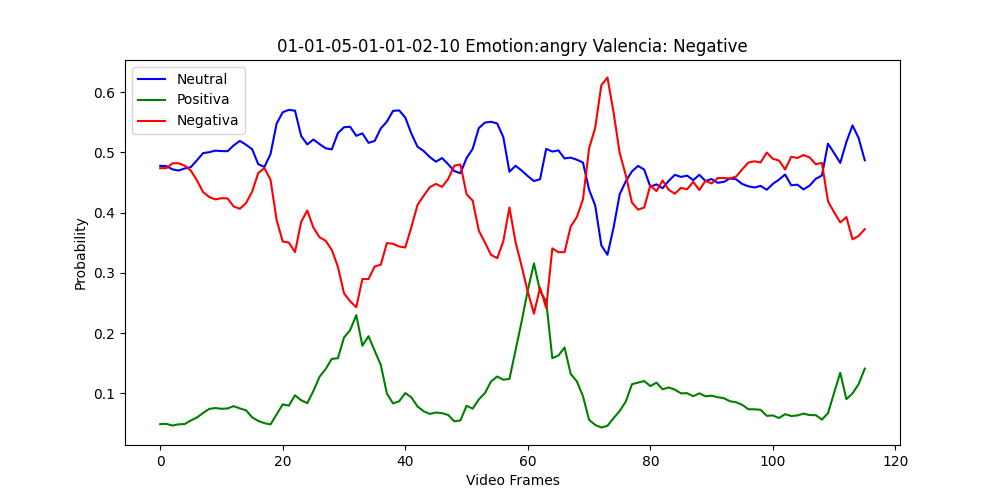 01-01-05-01-01-02-10 Emotion:angry Valencia: Negative
Neutral
Positiva
Negativa
Probability
0.6
0.5
0.4
0.3
0.2
0.1
0 20 40 60 80 100 120
Video Frames